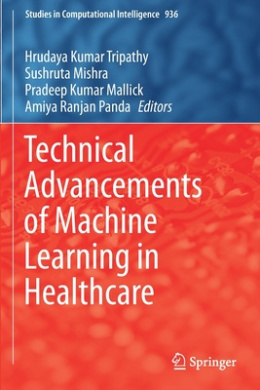 Studies in Computational Intelligence 936
Hrudaya Kumar Tripathy
Sushruta Mishra
Pradeep Kumar Mallick
Amiya Ranjan Panda Editors
Technical
Advancements
of Machine
Learning in
Healthcare
Springer